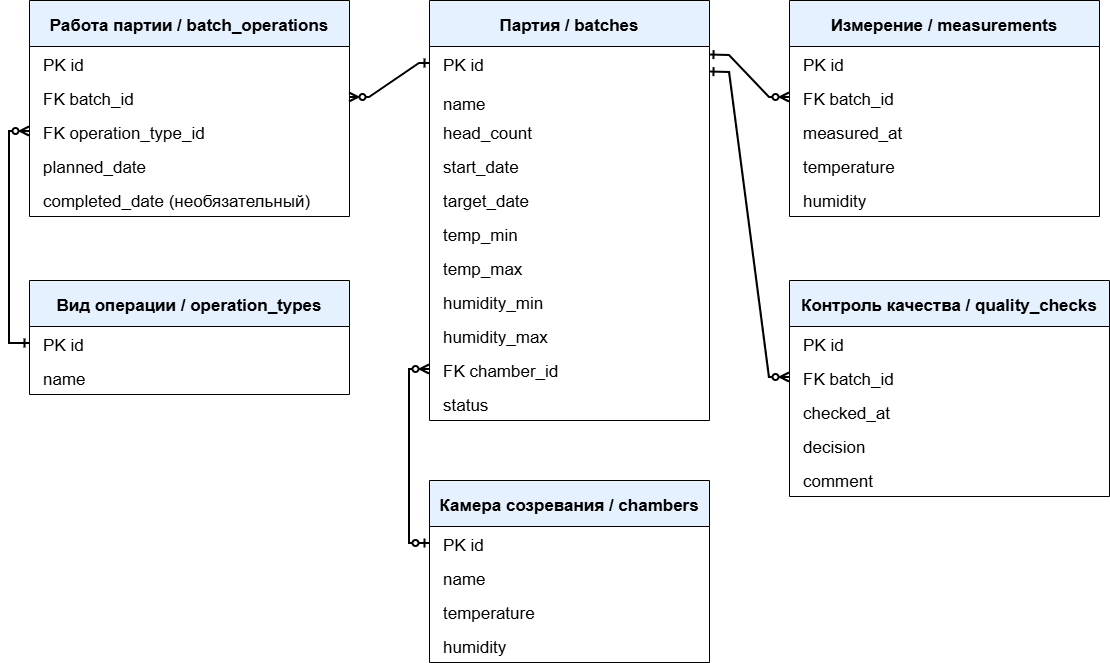 Работа партии / batch_operations
PK id
FK batch_id
FK operation_type_id
planned_date
completed_date (необязательный)
Вид операции / operation_types
PK id
name
Партия / batches
PK id
name
head_count
start_date
target_date
temp_min
temp_max
humidity_min
humidity_max
FK chamber_id
status
Камера созревания / chambers
PK id
name
temperature
humidity
Измерение / measurements
PK id
FK batch_id
measured_at
temperature
humidity
Контроль качества / quality_checks
PK id
FK batch_id
checked_at
decision
comment